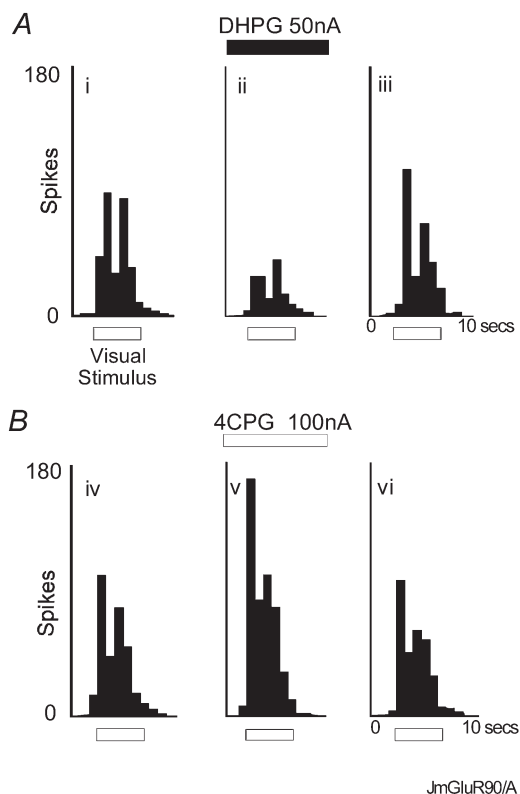 A
DHPG 50nA
180
i
ii
iii
Spikes
0
0
10 secs
Visual
Stimulus
B
4CPG 100nA
180
iv
v
vi
Spikes
0
0
10 secs
JmGluR90/A